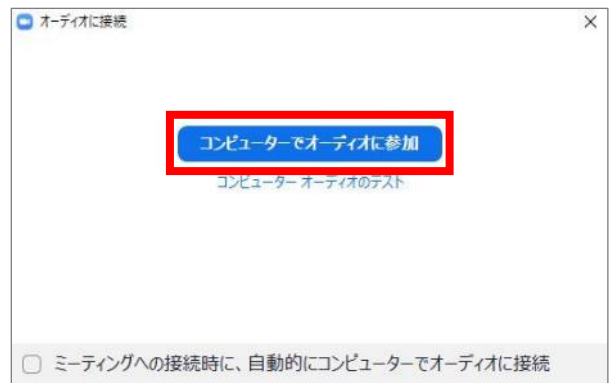 オーディオに接続
コンピューターでオーディオに参加
コンピューター オーディオのテスト
ミーティングへの接続時に、自動的にコンピューターでオーディオに接続